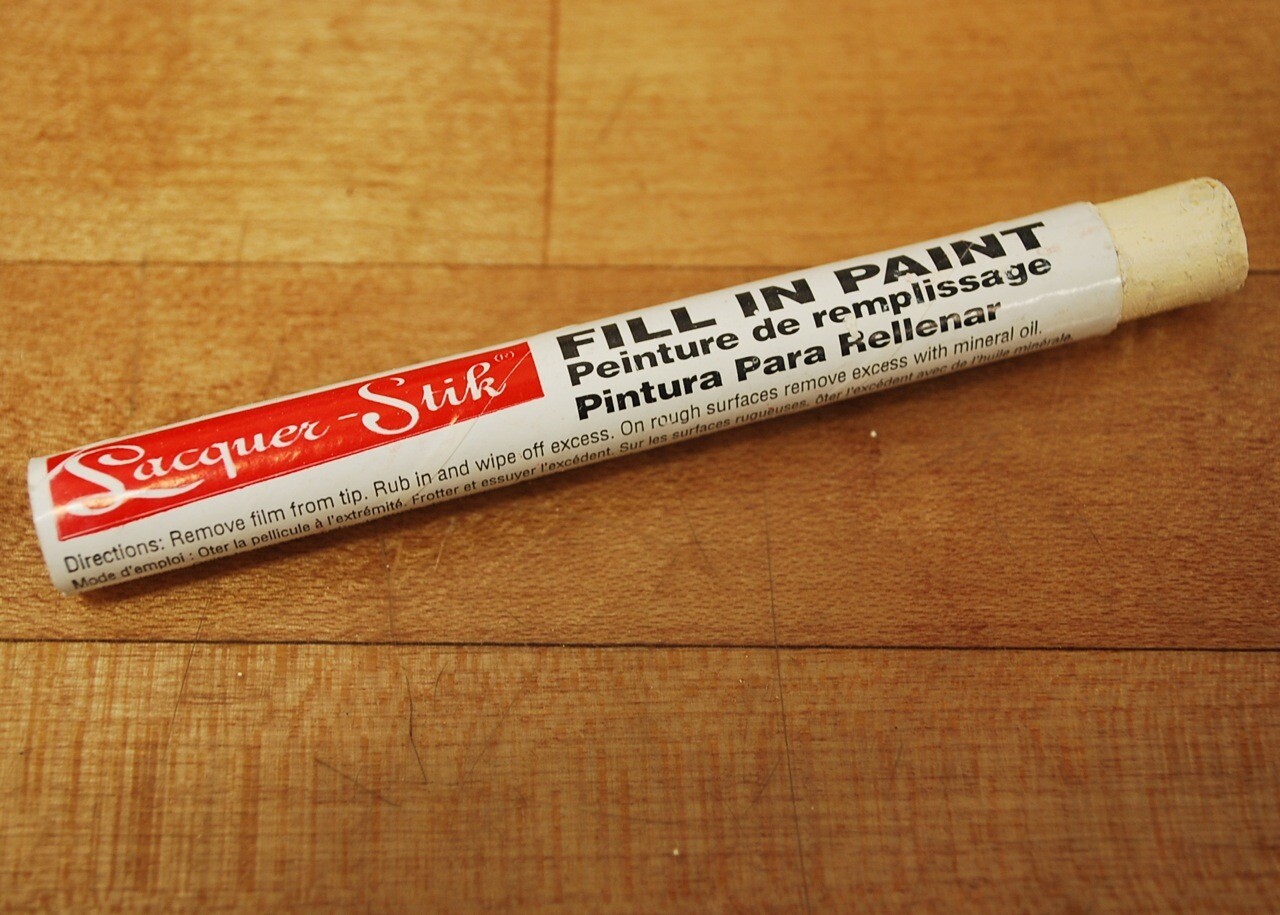 Lacquer-Stik
FILL IN PAINT
Peinture de remplissage
Pintura Para Rellenar
Directions: Remove film from tip. Rub in and wipe off excess. On rough surfaces remove excess with mineral oil.
Mode d'emploi : Oter la pellicule à l'extrémité. Frotter et essuyer l'excédent. Sur les surfaces rugueuses, ôter l'excédent avec de l'huile minérale.